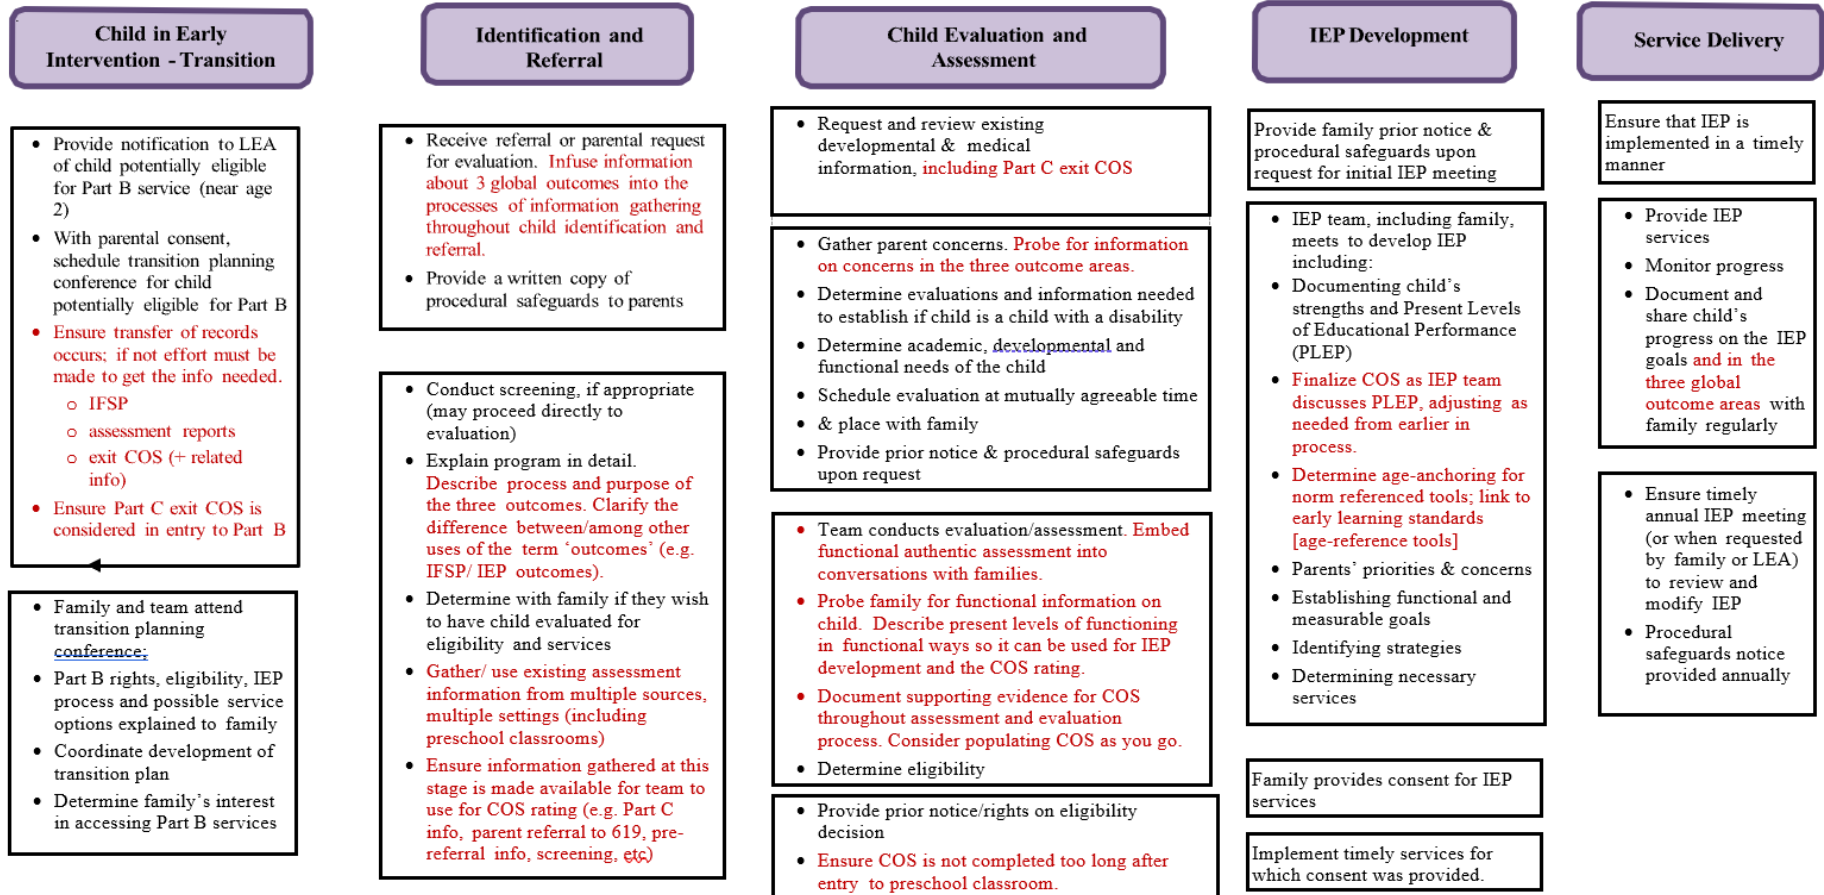 Child in Early
Intervention - Transition
• Provide notification to LEA
of child potentially eligible
for Part B service (near age
2)
• With parental consent,
schedule transition planning
conference for child
potentially eligible for Part B
• Ensure transfer of records
occurs; if not effort must be
made to get the info needed.
o IFSP
o assessment reports
o exit COS (+ related
info)
• Ensure Part C exit COS is
considered in entry to Part B
• Family and team attend
transition planning
conference;
• Part B rights, eligibility, IEP
process and possible service
options explained to family
• Coordinate development of
transition plan
• Determine family's interest
in accessing Part B services
Identification and
Referral
• Receive referral or parental request
for evaluation. Infuse information
about 3 global outcomes into the
processes of information gathering
throughout child identification and
referral.
• Provide a written copy of
procedural safeguards to parents
• Conduct screening, if appropriate
(may proceed directly to
evaluation)
• Explain program in detail.
Describe process and purpose of
the three outcomes. Clarify the
difference between/among other
uses of the term ‘outcomes’ (e.g.
IFSP/ IEP outcomes).
• Determine with family if they wish
to have child evaluated for
eligibility and services
• Gather/ use existing assessment
information from multiple sources,
multiple settings (including
preschool classrooms)
• Ensure information gathered at this
stage is made available for team to
use for COS rating (e.g. Part C
info, parent referral to 619, pre-
referral info, screening, etc)
Child Evaluation and
Assessment
• Request and review existing
developmental & medical
information, including Part C exit COS
• Gather parent concerns. Probe for information
on concerns in the three outcome areas.
• Determine evaluations and information needed
to establish if child is a child with a disability
• Determine academic, developmental and
functional needs of the child
• Schedule evaluation at mutually agreeable time
• & place with family
• Provide prior notice & procedural safeguards
upon request
• Team conducts evaluation/assessment. Embed
functional authentic assessment into
conversations with families.
• Probe family for functional information on
child. Describe present levels of functioning
in functional ways so it can be used for IEP
development and the COS rating.
• Document supporting evidence for COS
throughout assessment and evaluation
process. Consider populating COS as you go.
• Determine eligibility
• Provide prior notice/rights on eligibility
decision
• Ensure COS is not completed too long after
entry to preschool classroom.
IEP Development
Provide family prior notice &
procedural safeguards upon
request for initial IEP meeting
• IEP team, including family,
meets to develop IEP
including:
• Documenting child's
strengths and Present Levels
of Educational Performance
(PLEP)
• Finalize COS as IEP team
discusses PLEP, adjusting as
needed from earlier in
process.
• Determine age-anchoring for
norm referenced tools; link to
early learning standards
[age-reference tools]
• Parents' priorities & concerns
• Establishing functional and
measurable goals
• Identifying strategies
• Determining necessary
services
Family provides consent for IEP
services
Implement timely services for
which consent was provided.
Service Delivery
Ensure that IEP is
implemented in a timely
manner
• Provide IEP
services
• Monitor progress
• Document and
share child's
progress on the IEP
goals and in the
three global
outcome areas with
family regularly
• Ensure timely
annual IEP meeting
(or when requested
by family or LEA)
to review and
modify IEP
• Procedural
safeguards notice
provided annually